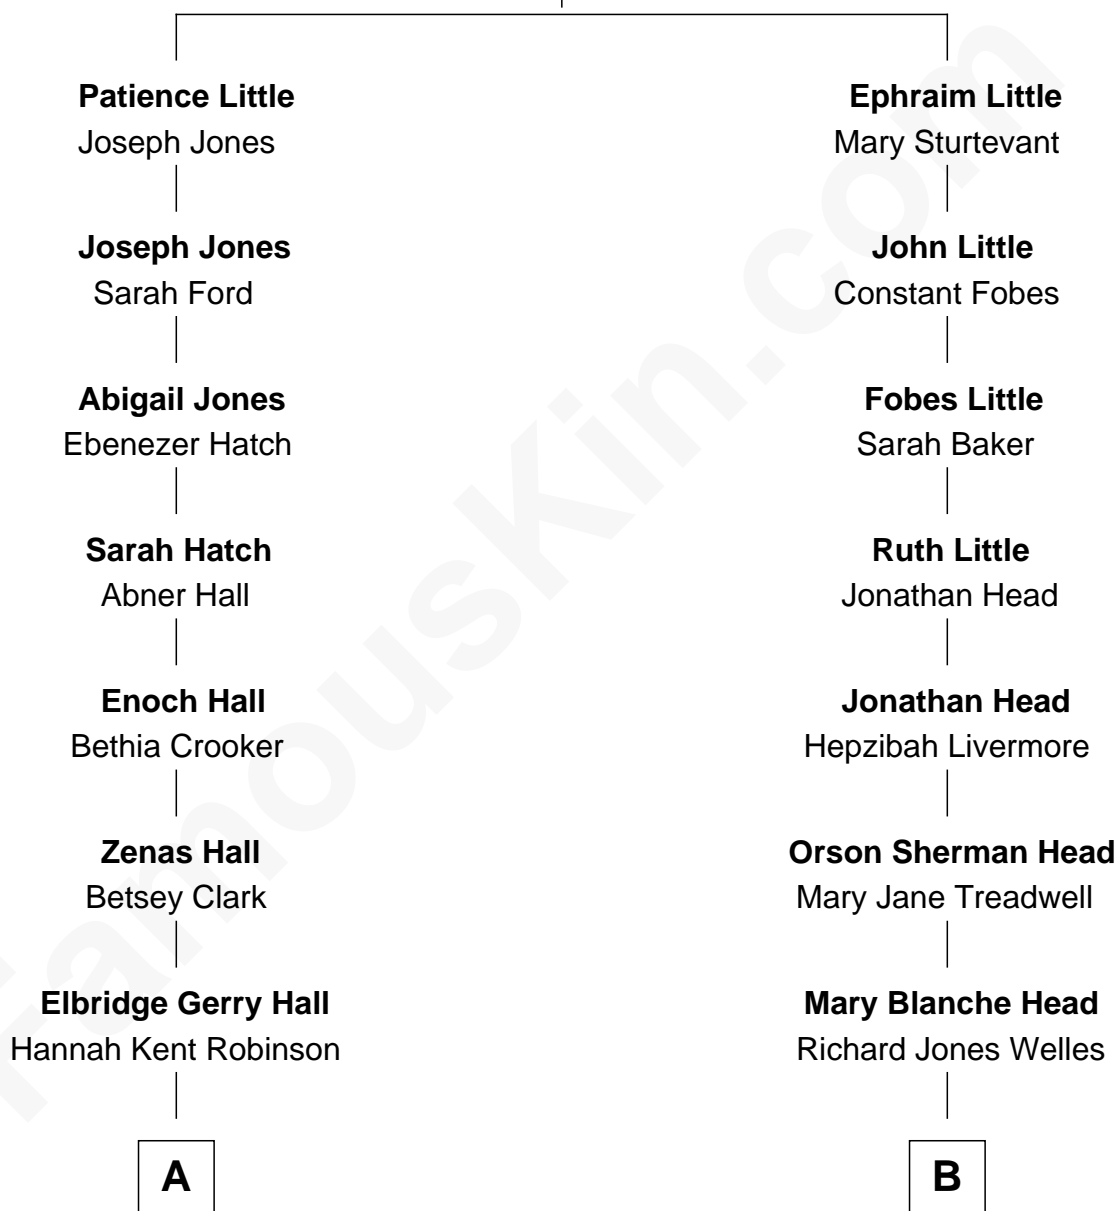 Patience Little
Joseph Jones
Joseph Jones
Sarah Ford
Abigail Jones
Ebenezer Hatch
Sarah Hatch
Abner Hall
Enoch Hall
Bethia Crooker
Zenas Hall
Betsey Clark
Elbridge Gerry Hall
Hannah Kent Robinson
A
Ephraim Little
Mary Sturtevant
John Little
Constant Fobes
Fobes Little
Sarah Baker
Ruth Little
Jonathan Head
Jonathan Head
Hepzibah Livermore
Orson Sherman Head
Mary Jane Treadwell
Mary Blanche Head
Richard Jones Welles
B
FamousKin.com